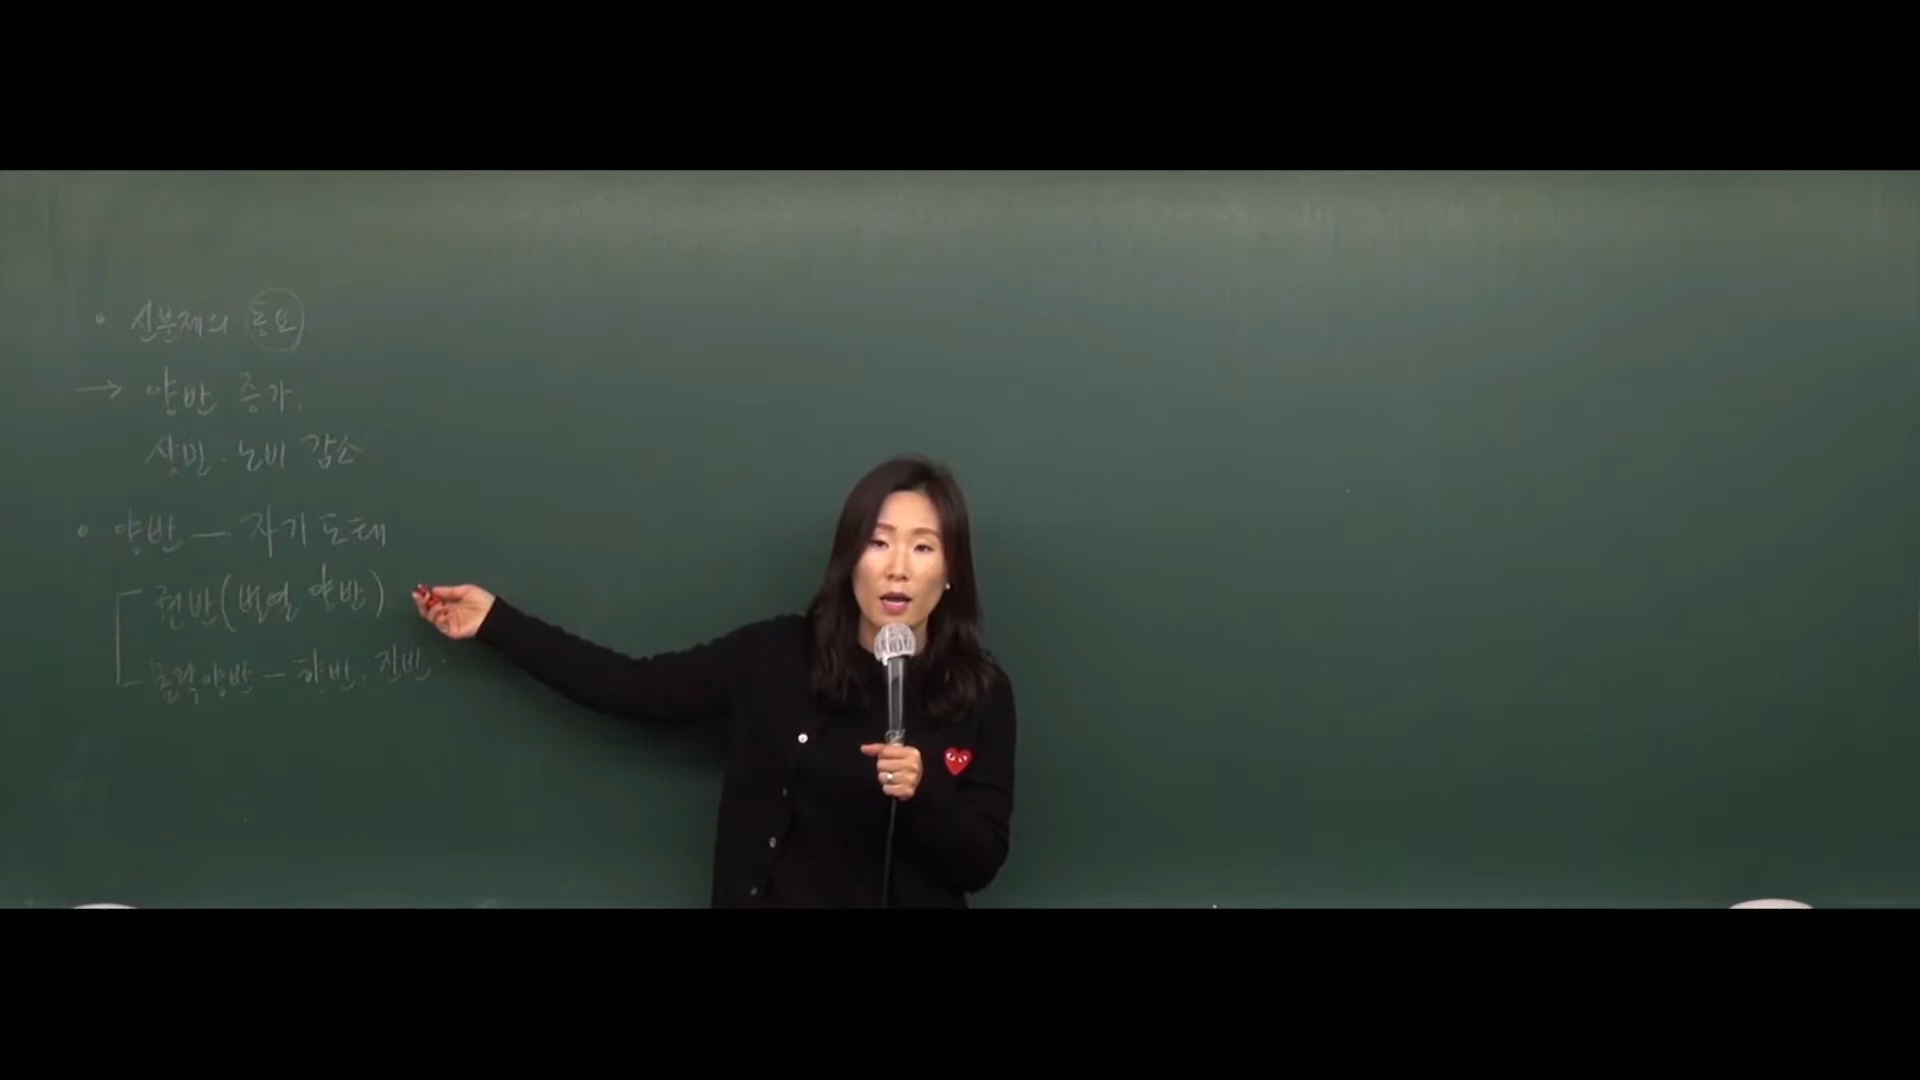 • 신분제의 동요.
→ 양반 증가.
상민·노비 감소
• 양반 — 자기 도태
권반(벌열 양반)
몰락양반 — 향반. 잔반.